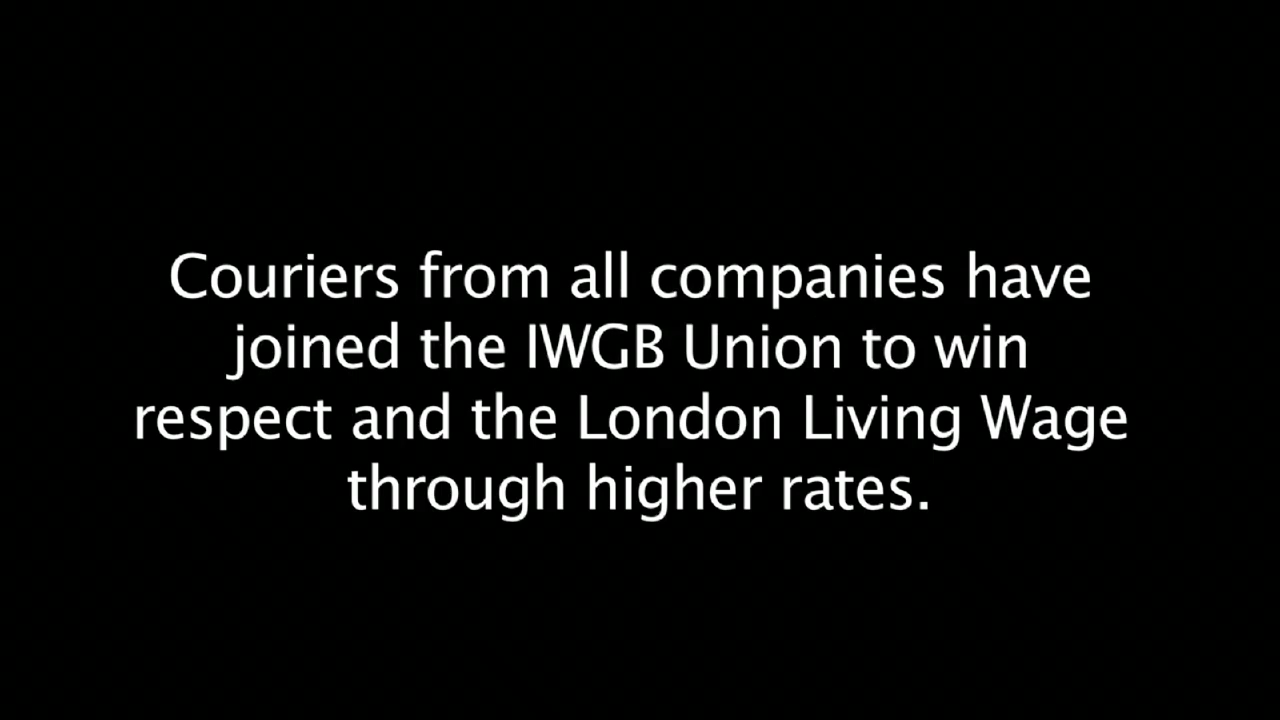 Couriers from all companies have
joined the IWGB Union to win
respect and the London Living Wage
through higher rates.